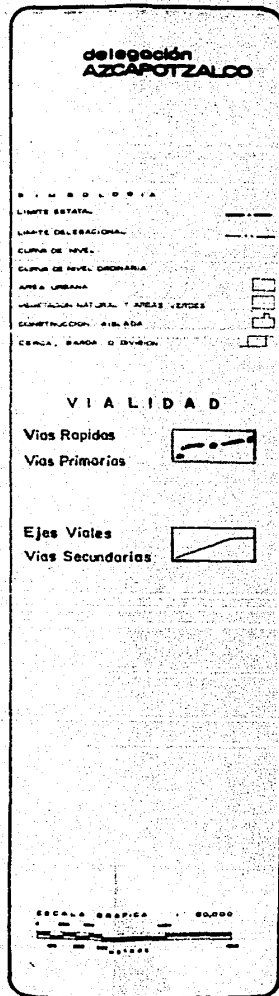 delegación
AZCAPOTZALCO
SIMBOLOGIA
LIMITE ESTATAL
LIMITE DELEGACIONAL
CURVA DE NIVEL
CURVA DE NIVEL ORDINARIA
AREA URBANA
VEGETACION NATURAL Y AREAS VERDES
CONSTRUCCION AISLADA
CERCA, BARDA O DIVISION
VIALIDAD
Vias Rapidas
Vias Primarias
Ejes Viales
Vias Secundarias
ESCALA GRAFICA